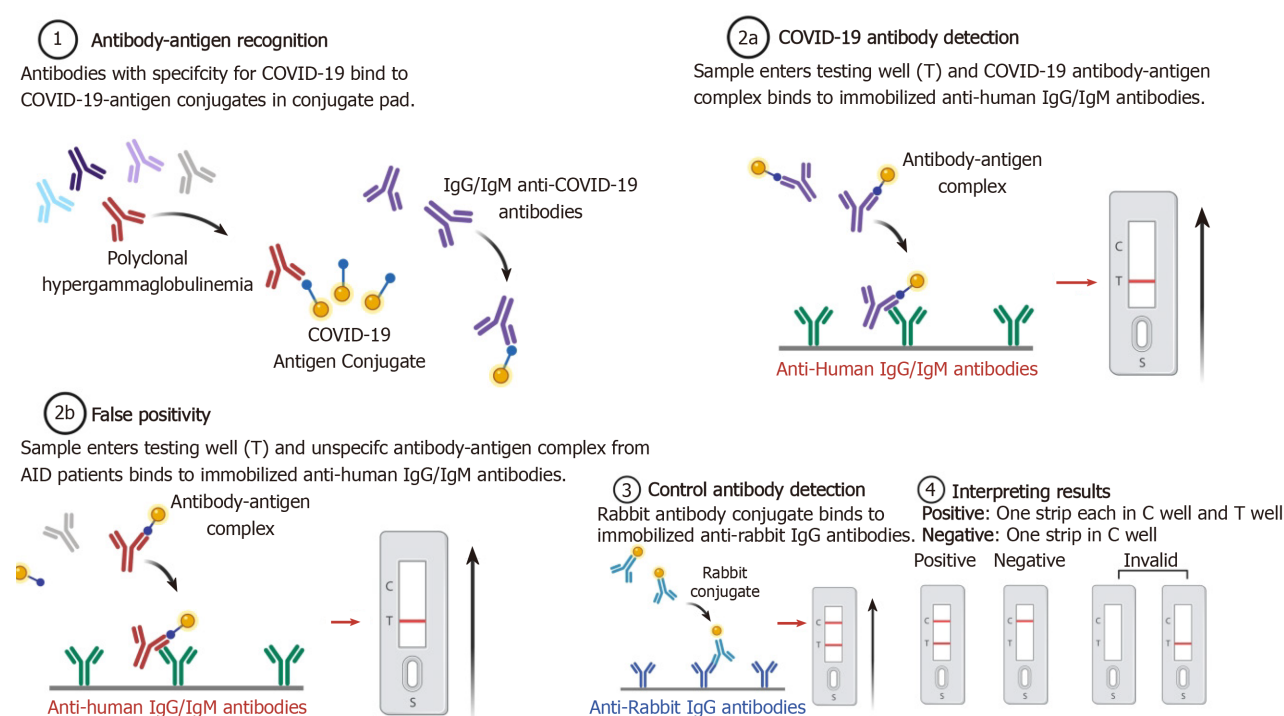 1 Antibody-antigen recognition
Antibodies with specifcity for COVID-19 bind to
COVID-19-antigen conjugates in conjugate pad.
Polyclonal
hypergammaglobulinemia
IgG/IgM anti-COVID-19
antibodies
COVID-19
Antigen Conjugate
2a COVID-19 antibody detection
Sample enters testing well (T) and COVID-19 antibody-antigen
complex binds to immobilized anti-human IgG/IgM antibodies.
Antibody-antigen
complex
Anti-Human IgG/IgM antibodies
C
T
S
2b False positivity
Sample enters testing well (T) and unspecifc antibody-antigen complex from
AID patients binds to immobilized anti-human IgG/IgM antibodies.
Antibody-antigen
complex
Anti-human IgG/IgM antibodies
C
T
S
3 Control antibody detection
Rabbit antibody conjugate binds to
immobilized anti-rabbit IgG antibodies.
Rabbit
conjugate
Anti-Rabbit IgG antibodies
C
T
S
4 Interpreting results
Positive: One strip each in C well and T well
Negative: One strip in C well
Positive Negative Invalid
C C C C
T T T T
S S S S